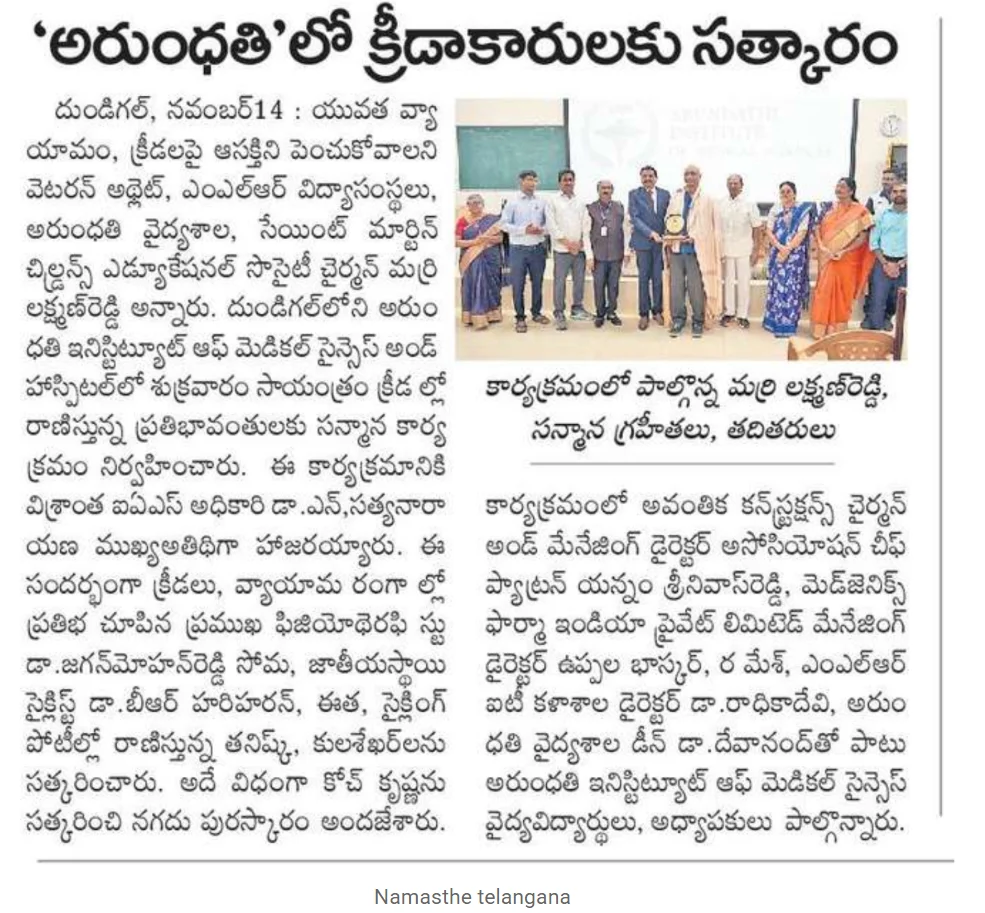 ‘అరుంధతి’లో క్రీడాకారులకు సత్కారం
దుండిగల్, నవంబర్14 : యువత వ్యా
యామం, క్రీడలపై ఆసక్తిని పెంచుకోవాలని
వెటరన్ అథ్లెట్, ఎంఎల్ఆర్ విద్యాసంస్థలు,
అరుంధతి వైద్యశాల, సేయింట్ మార్టిన్
చిల్డ్రన్స్ ఎడ్యూకేషనల్ సొసైటీ చైర్మన్ మర్రి
లక్ష్మణ్‌రెడ్డి అన్నారు. దుండిగల్‌లోని అరుం
ధతి ఇనిస్టిట్యూట్ ఆఫ్ మెడికల్ సైన్సెస్ అండ్
హాస్పిటల్‌లో శుక్రవారం సాయంత్రం క్రీడ ల్లో
రాణిస్తున్న ప్రతిభావంతులకు సన్మాన కార్య
క్రమం నిర్వహించారు. ఈ కార్యక్రమానికి
విశ్రాంత ఐఏఎస్ అధికారి డా.ఎన్,సత్యనారా
యణ ముఖ్యఅతిథిగా హాజరయ్యారు. ఈ
సందర్భంగా క్రీడలు, వ్యాయామ రంగా ల్లో
ప్రతిభ చూపిన ప్రముఖ ఫిజియోథెరఫి స్టు
డా.జగన్‌మోహన్‌రెడ్డి సోమ, జాతీయస్థాయి
సైక్లిస్ట్ డా.బీఆర్ హరిహరన్, ఈత, సైక్లింగ్
పోటీల్లో రాణిస్తున్న తనిష్క్, కులశేఖర్‌లను
సత్కరించారు. అదే విధంగా కోచ్ కృష్ణను
సత్కరించి నగదు పురస్కారం అందజేశారు.
ARUNDATHI
INSTITUTE
కార్యక్రమంలో పాల్గొన్న మర్రి లక్ష్మణ్‌రెడ్డి,
సన్మాన గ్రహీతలు, తదితరులు
కార్యక్రమంలో అవంతిక కన్‌స్ట్రక్షన్స్ చైర్మన్
అండ్ మేనేజింగ్ డైరెక్టర్ అసోసియోషన్ చీఫ్
ప్యాట్రన్ యన్నం శ్రీనివాస్‌రెడ్డి, మెడ్‌జెనిక్స్
ఫార్మా ఇండియా ప్రైవేట్ లిమిటెడ్ మేనేజింగ్
డైరెక్టర్ ఉప్పల భాస్కర్, ర మేశ్, ఎంఎల్ఆర్
ఐటీ కళాశాల డైరెక్టర్ డా.రాధికాదేవి, అరుం
ధతి వైద్యశాల డీన్ డా.దేవానంద్‌తో పాటు
అరుంధతి ఇనిస్టిట్యూట్ ఆఫ్ మెడికల్ సైన్సెస్
వైద్యవిద్యార్థులు, అధ్యాపకులు పాల్గొన్నారు.
Namasthe telangana